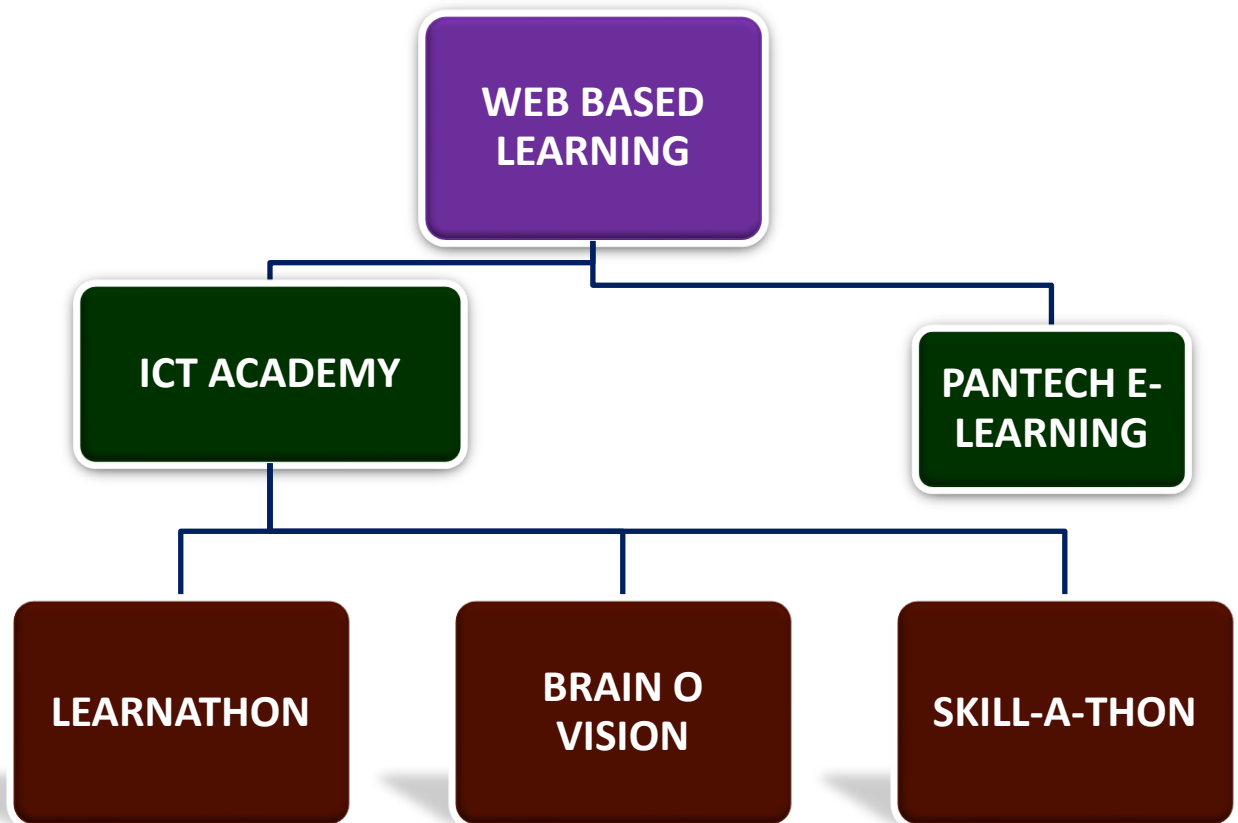 WEB BASED
LEARNING
ICT ACADEMY
PANTECH E-
LEARNING
LEARNATHON
BRAIN O
VISION
SKILL-A-THON